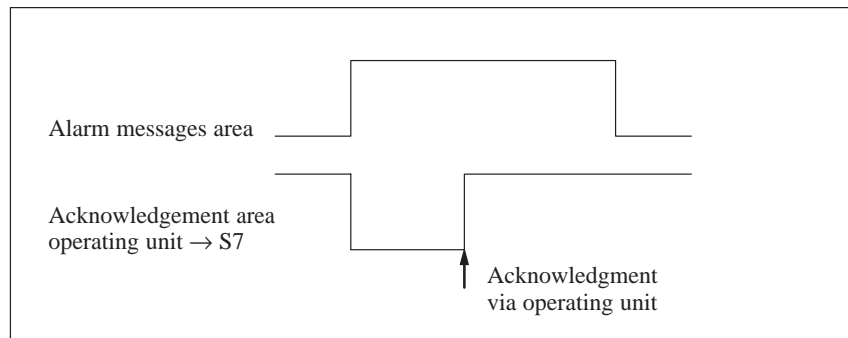 Alarm messages area
Acknowledgement area
operating unit → S7
Acknowledgment
via operating unit